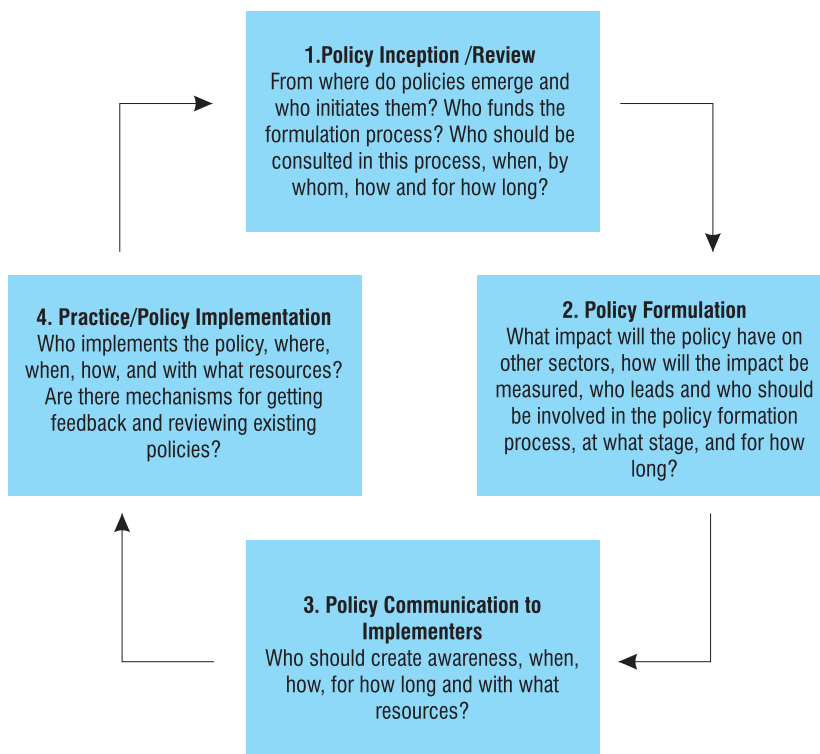 1.Policy Inception /Review
From where do policies emerge and
who initiates them? Who funds the
formulation process? Who should be
consulted in this process, when, by
whom, how and for how long?
2. Policy Formulation
What impact will the policy have on
other sectors, how will the impact be
measured, who leads and who should
be involved in the policy formation
process, at what stage, and for how
long?
3. Policy Communication to
Implementers
Who should create awareness, when,
how, for how long and with what
resources?
4. Practice/Policy Implementation
Who implements the policy, where,
when, how, and with what resources?
Are there mechanisms for getting
feedback and reviewing existing
policies?